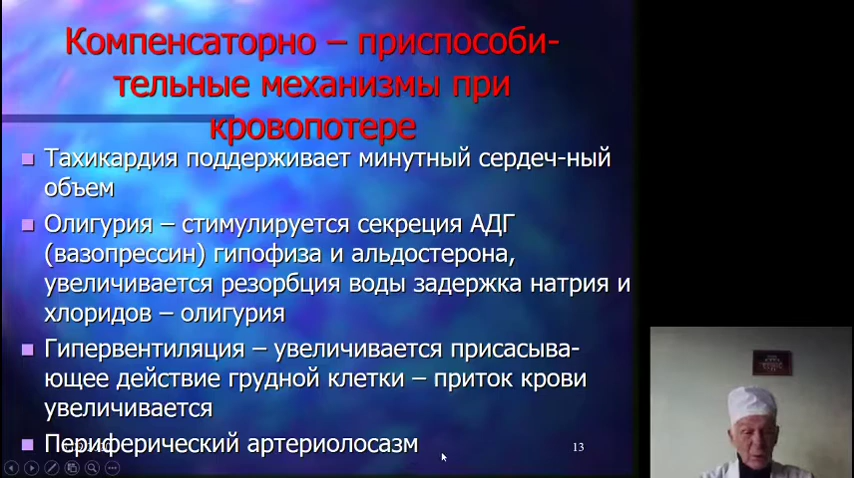 Компенсаторно – приспособи-
тельные механизмы при
кровопотере
Тахикардия поддерживает минутный сердеч-ный
объем
Олигурия – стимулируется секреция АДГ
(вазопрессин) гипофиза и альдостерона,
увеличивается резорбция воды задержка натрия и
хлоридов – олигурия
Гипервентиляция – увеличивается присасыва-
ющее действие грудной клетки – приток крови
увеличивается
Периферический артериолосазм
13